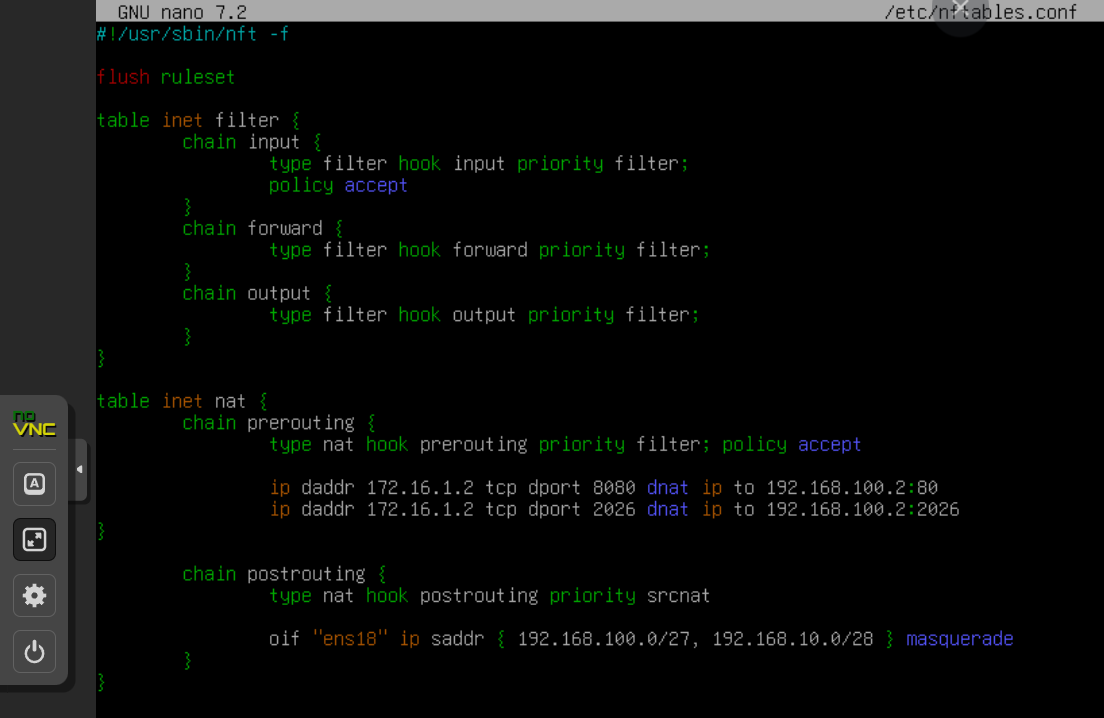 GNU nano 7.2 /etc/nftables.conf
#!/usr/sbin/nft -f

flush ruleset

table inet filter {
        chain input {
                type filter hook input priority filter;
                policy accept
        }
        chain forward {
                type filter hook forward priority filter;
        }
        chain output {
                type filter hook output priority filter;
        }
}

table inet nat {
        chain prerouting {
                type nat hook prerouting priority filter; policy accept

                ip daddr 172.16.1.2 tcp dport 8080 dnat ip to 192.168.100.2:80
                ip daddr 172.16.1.2 tcp dport 2026 dnat ip to 192.168.100.2:2026
}

        chain postrouting {
                type nat hook postrouting priority srcnat

                oif "ens18" ip saddr { 192.168.100.0/27, 192.168.10.0/28 } masquerade
        }
}
no
VNC
A